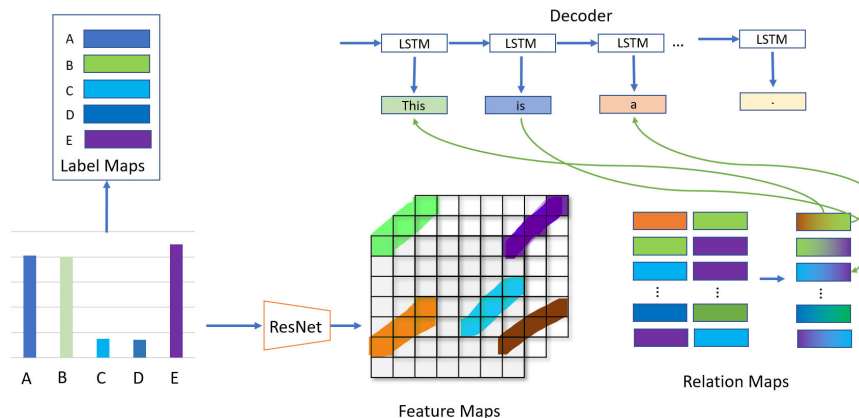 Decoder
A
B
C
D
E
Label Maps
LSTM
LSTM
LSTM
...
LSTM
This
is
a
.
A
B
C
D
E
ResNet
Feature Maps
Relation Maps